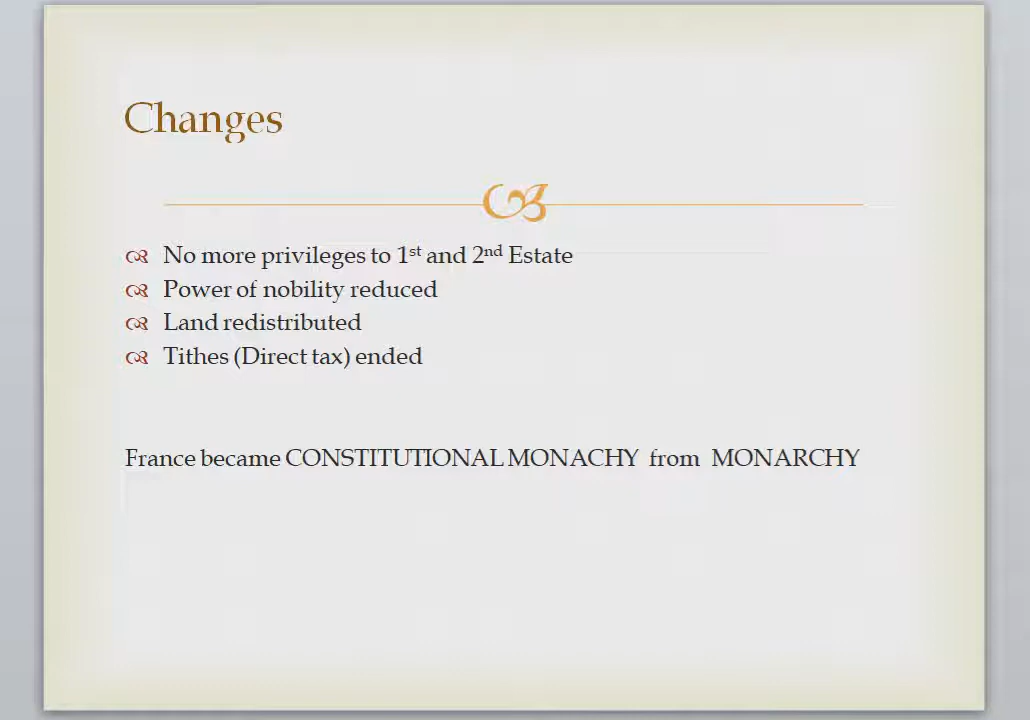 Changes
No more privileges to 1st and 2nd Estate
Power of nobility reduced
Land redistributed
Tithes (Direct tax) ended
France became CONSTITUTIONAL MONACHY from MONARCHY